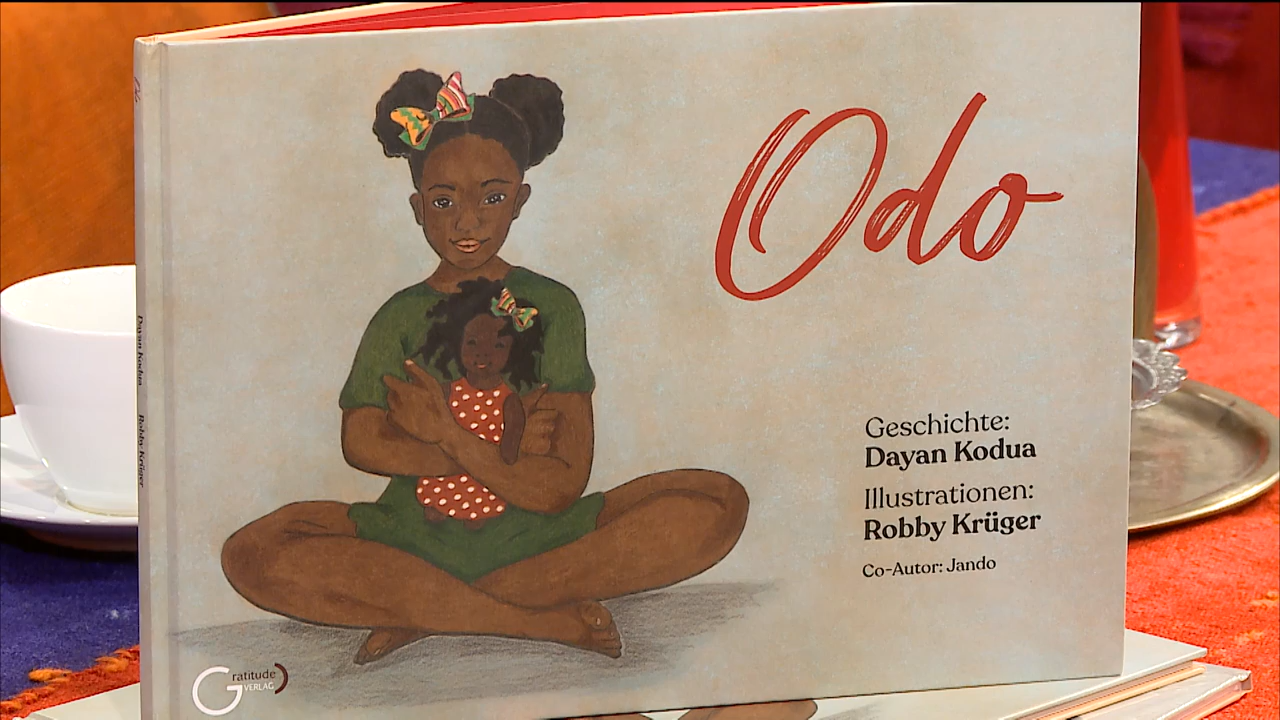 Odo
Geschichte:
Dayan Kodua
Illustrationen:
Robby Krüger
Co-Autor: Jando
Gratitude
VERLAG
Dayan Kodua Robby Krüger